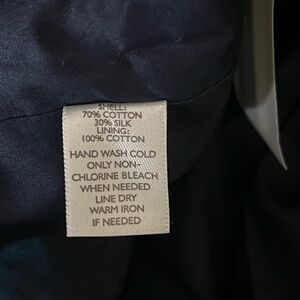 SHELL:
70% COTTON
30% SILK
LINING:
100% COTTON
HAND WASH COLD
ONLY NON-
CHLORINE BLEACH
WHEN NEEDED
LINE DRY
WARM IRON
IF NEEDED